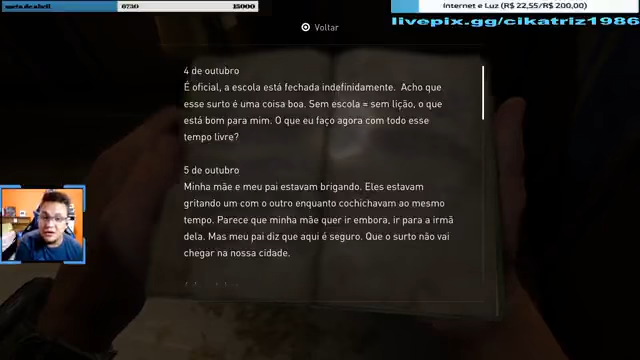 meta de abril 6730 15000
Internet e Luz (R$ 22,55/R$ 200,00)
livepix.gg/cikatriz1986
Voltar
4 de outubro
É oficial, a escola está fechada indefinidamente. Acho que
esse surto é uma coisa boa. Sem escola = sem lição, o que
está bom para mim. O que eu faço agora com todo esse
tempo livre?
5 de outubro
Minha mãe e meu pai estavam brigando. Eles estavam
gritando um com o outro enquanto cochichavam ao mesmo
tempo. Parece que minha mãe quer ir embora, ir para a irmã
dela. Mas meu pai diz que aqui é seguro. Que o surto não vai
chegar na nossa cidade.